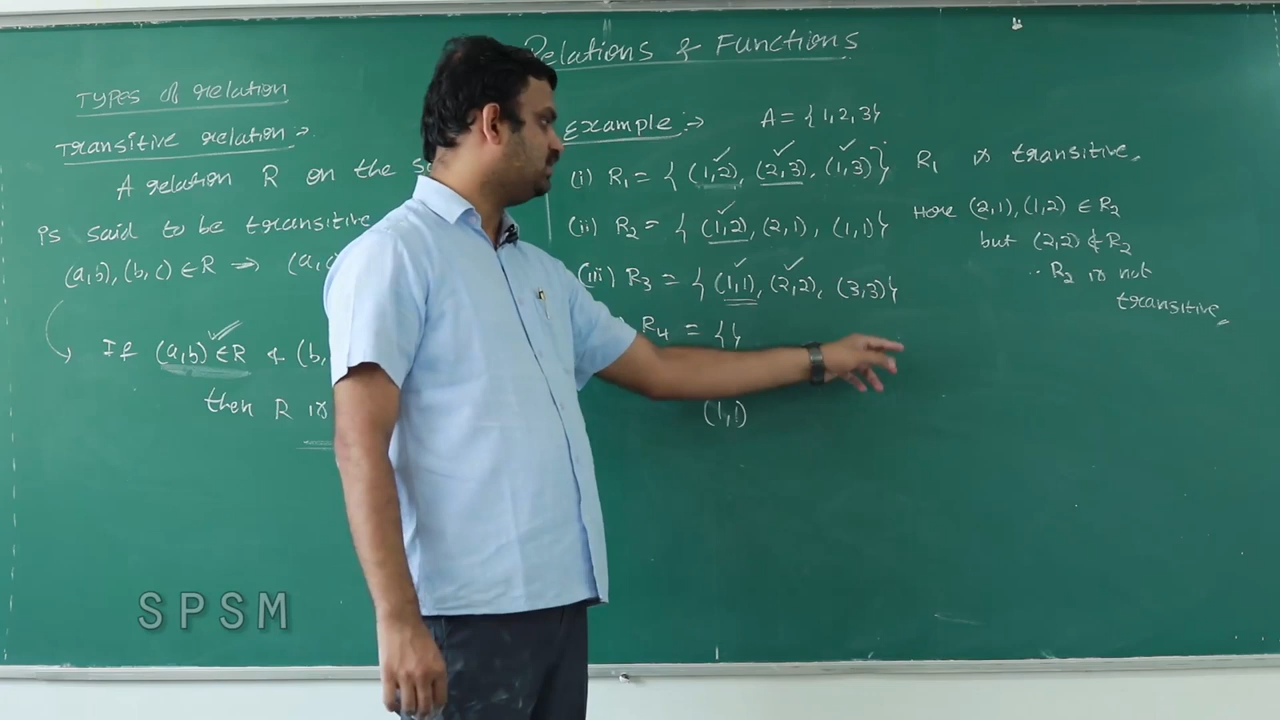 Relations & Functions
TYPES of relation
Transitive relation :-
A relation R on the
is said to be transitive
(a,b), (b,c) ∈ R ⇒ (a,
If (a,b) ∈ R & (b,
then R is
Example :→ A = {1,2,3}
(i) R₁ = { (1,2), (2,3), (1,3)} R₁ is transitive.
(ii) R₂ = { (1,2), (2,1), (1,1)}
(iii) R₃ = { (1,1), (2,2), (3,3)}
R₄ = { }
(1,1)
Here (2,1), (1,2) ∈ R₂
but (2,2) ∉ R₂
∴ R₂ is not
transitive.
SPSM